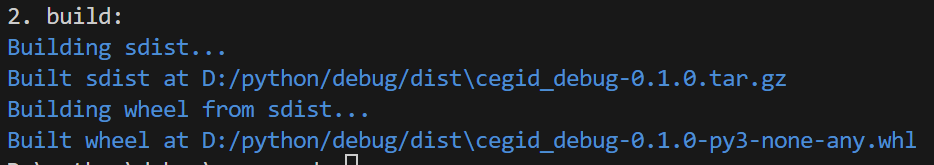 2. build:
Building sdist...
Built sdist at D:/python/debug/dist\cegid_debug-0.1.0.tar.gz
Building wheel from sdist...
Built wheel at D:/python/debug/dist\cegid_debug-0.1.0-py3-none-any.whl